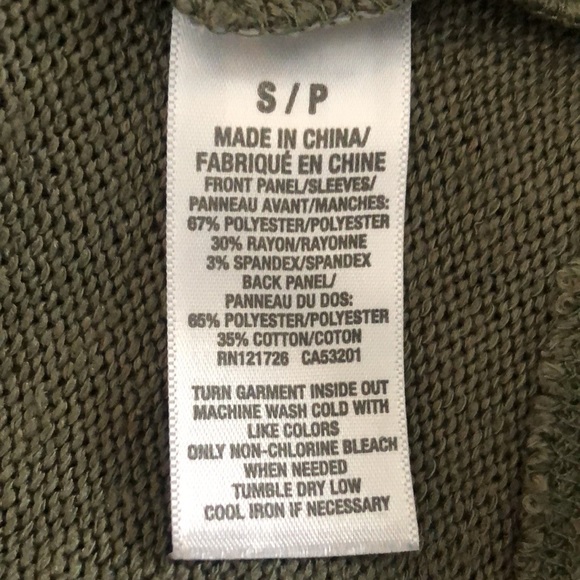 S / P
MADE IN CHINA/
FABRIQUÉ EN CHINE
FRONT PANEL/SLEEVES/
PANNEAU AVANT/MANCHES:
67% POLYESTER/POLYESTER
30% RAYON/RAYONNE
3% SPANDEX/SPANDEX
BACK PANEL/
PANNEAU DU DOS:
65% POLYESTER/POLYESTER
35% COTTON/COTON
RN121726 CA53201
TURN GARMENT INSIDE OUT
MACHINE WASH COLD WITH
LIKE COLORS
ONLY NON-CHLORINE BLEACH
WHEN NEEDED
TUMBLE DRY LOW
COOL IRON IF NECESSARY